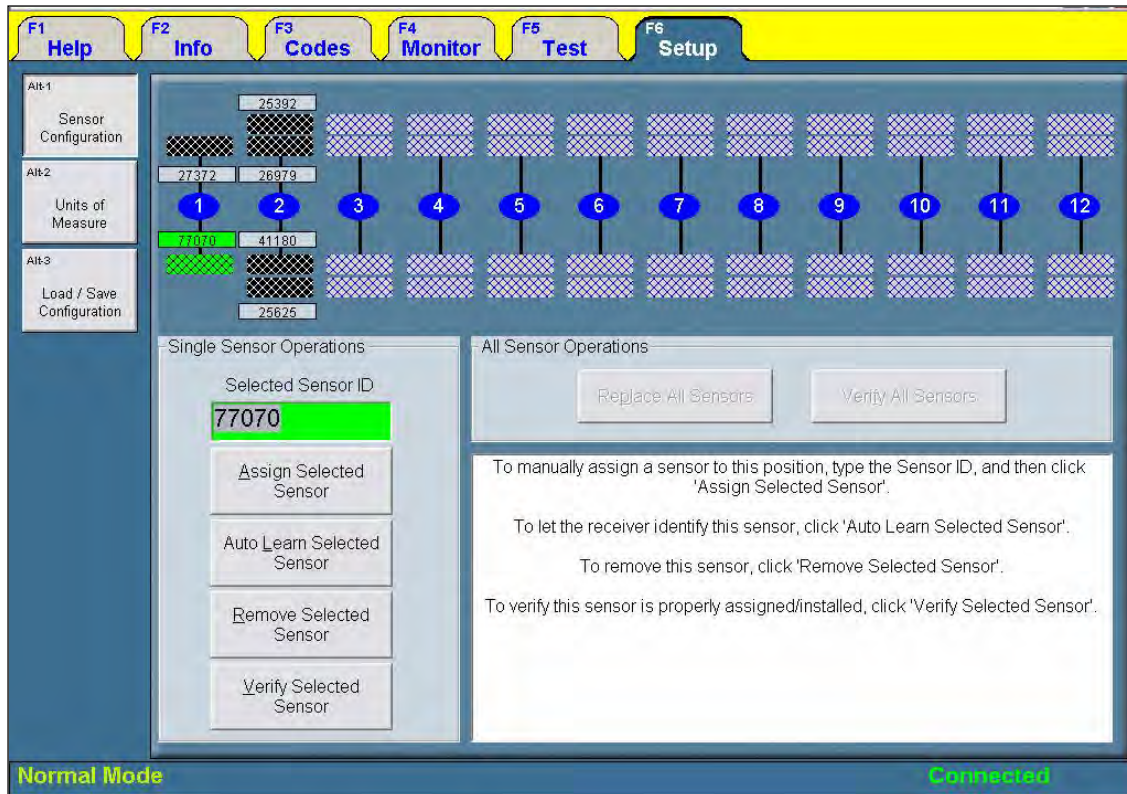 F1 Help
F2 Info
F3 Codes
F4 Monitor
F5 Test
F6 Setup
Alt-1
Sensor
Configuration
Alt-2
Units of
Measure
Alt-3
Load / Save
Configuration
25392
27372 26979
1 2 3 4 5 6 7 8 9 10 11 12
77070 41180
25625
Single Sensor Operations
Selected Sensor ID
77070
Assign Selected
Sensor
Auto Learn Selected
Sensor
Remove Selected
Sensor
Verify Selected
Sensor
All Sensor Operations
Replace All Sensors Verify All Sensors
To manually assign a sensor to this position, type the Sensor ID, and then click
'Assign Selected Sensor'.
To let the receiver identify this sensor, click 'Auto Learn Selected Sensor'.
To remove this sensor, click 'Remove Selected Sensor'.
To verify this sensor is properly assigned/installed, click 'Verify Selected Sensor'.
Normal Mode Connected